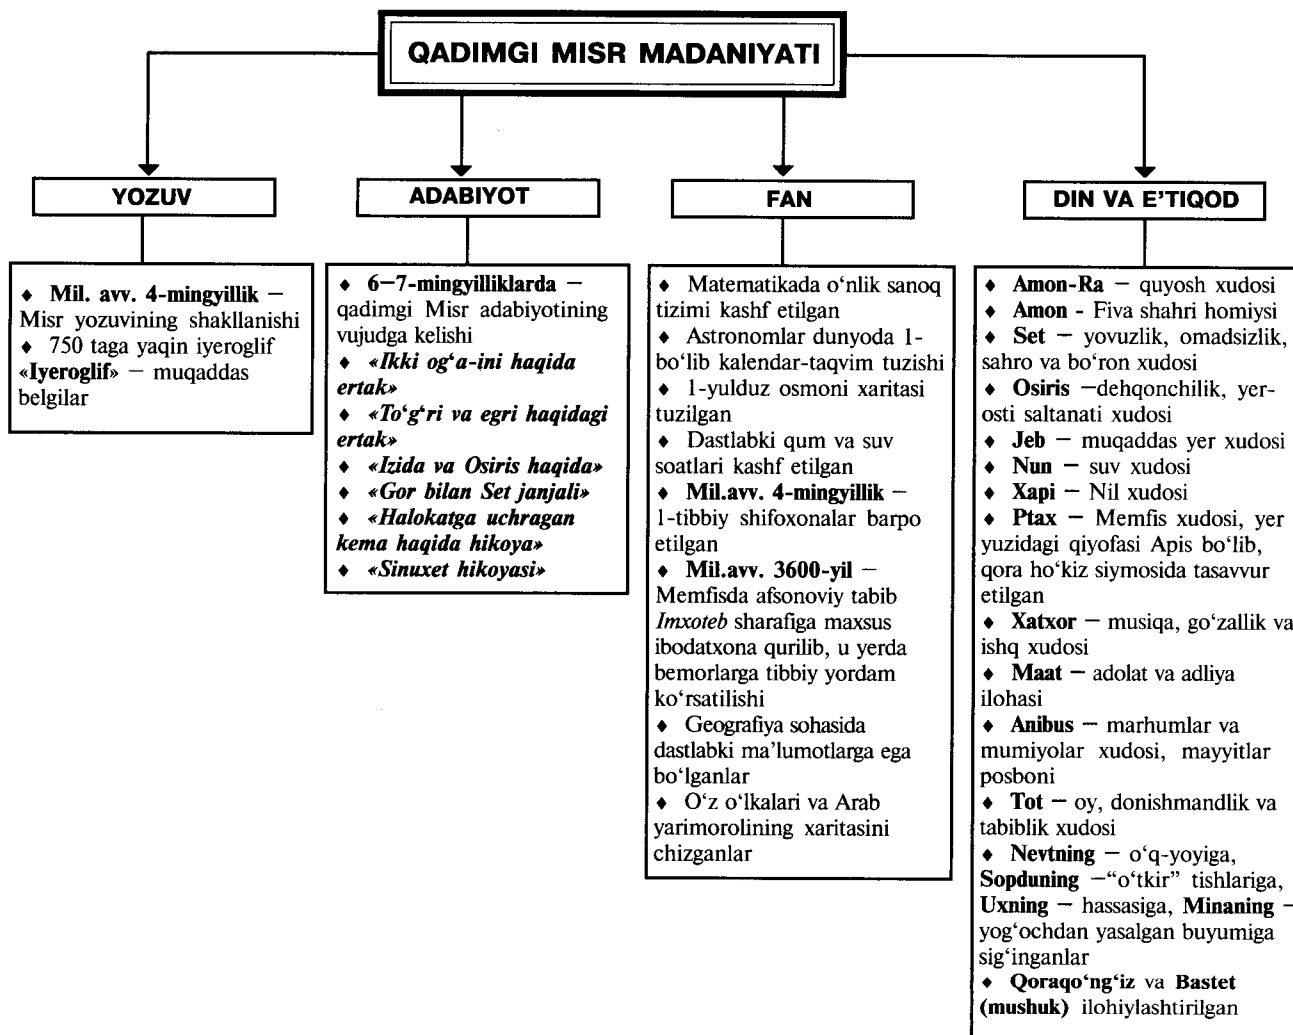 QADIMGI MISR MADANIYATI
YOZUV
♦ Mil. avv. 4-mingyillik –
Misr yozuvining shakllanishi
♦ 750 taga yaqin iyeroglif
«Iyeroglif» – muqaddas
belgilar
ADABIYOT
♦ 6–7-mingyilliklarda –
qadimgi Misr adabiyotining
vujudga kelishi
♦ «Ikki og‘a-ini haqida
ertak»
♦ «To‘g‘ri va egri haqidagi
ertak»
♦ «Izida va Osiris haqida»
♦ «Gor bilan Set janjali»
♦ «Halokatga uchragan
kema haqida hikoya»
♦ «Sinuxet hikoyasi»
FAN
♦ Matematikada o‘nlik sanoq
tizimi kashf etilgan
♦ Astronomlar dunyoda 1-
bo‘lib kalendar-taqvim tuzishi
♦ 1-yulduz osmoni xaritasi
tuzilgan
♦ Dastlabki qum va suv
soatlari kashf etilgan
♦ Mil.avv. 4-mingyillik –
1-tibbiy shifoxonalar barpo
etilgan
♦ Mil.avv. 3600-yil –
Memfisda afsonoviy tabib
Imxoteb sharafiga maxsus
ibodatxona qurilib, u yerda
bemorlarga tibbiy yordam
ko‘rsatilishi
♦ Geografiya sohasida
dastlabki ma’lumotlarga ega
bo‘lganlar
♦ O‘z o‘lkalari va Arab
yarimorolining xaritasini
chizganlar
DIN VA E’TIQOD
♦ Amon-Ra – quyosh xudosi
♦ Amon - Fiva shahri homiysi
♦ Set – yovuzlik, omadsizlik,
sahro va bo‘ron xudosi
♦ Osiris –dehqonchilik, yer-
osti saltanati xudosi
♦ Jeb – muqaddas yer xudosi
♦ Nun – suv xudosi
♦ Xapi – Nil xudosi
♦ Ptax – Memfis xudosi, yer
yuzidagi qiyofasi Apis bo‘lib,
qora ho‘kiz siymosida tasavvur
etilgan
♦ Xatxor – musiqa, go‘zallik va
ishq xudosi
♦ Maat – adolat va adliya
ilohasi
♦ Anibus – marhumlar va
mumiyolar xudosi, mayyitlar
posboni
♦ Tot – oy, donishmandlik va
tabiblik xudosi
♦ Nevtning – o‘q-yoyiga,
Sopduning –“o‘tkir” tishlariga,
Uxning – hassasiga, Minaning –
yog‘ochdan yasalgan buyumiga
sig‘inganlar
♦ Qoraqo‘ng‘iz va Bastet
(mushuk) ilohiylashtirilgan